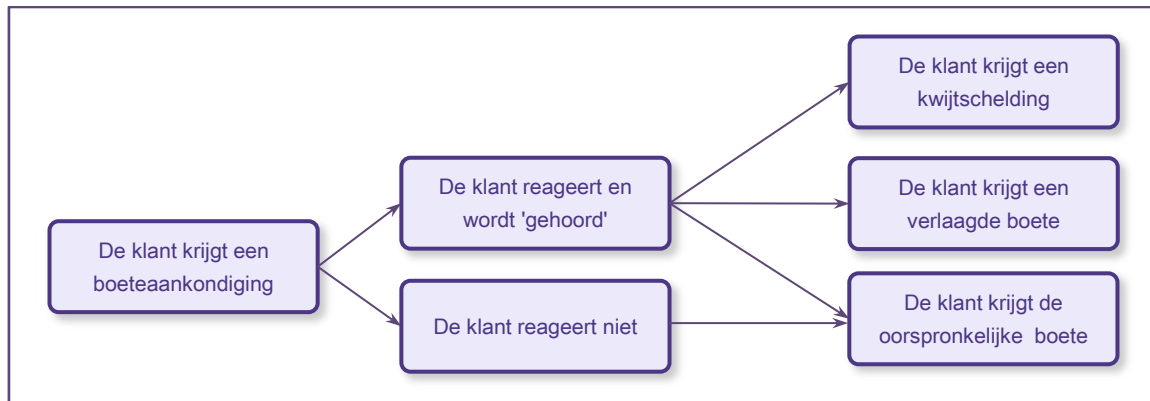 De klant krijgt een
boeteaankondiging
De klant reageert en
wordt 'gehoord'
De klant reageert niet
De klant krijgt een
kwijtschelding
De klant krijgt een
verlaagde boete
De klant krijgt de
oorspronkelijke  boete